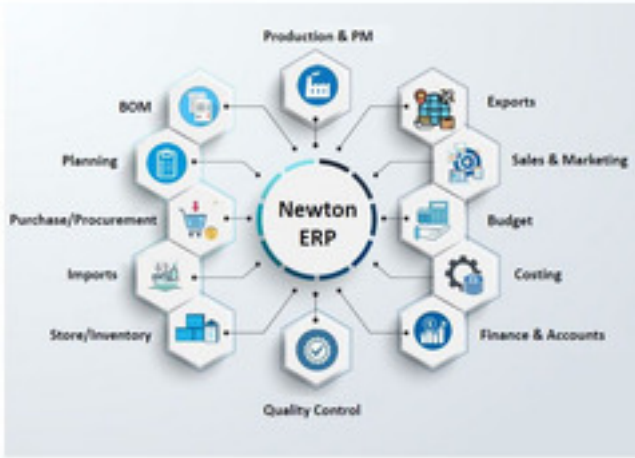 Production & PM
BOM
Exports
Planning
Sales & Marketing
Newton
ERP
Purchase/Procurement
Budget
Imports
Costing
Store/Inventory
Finance & Accounts
Quality Control